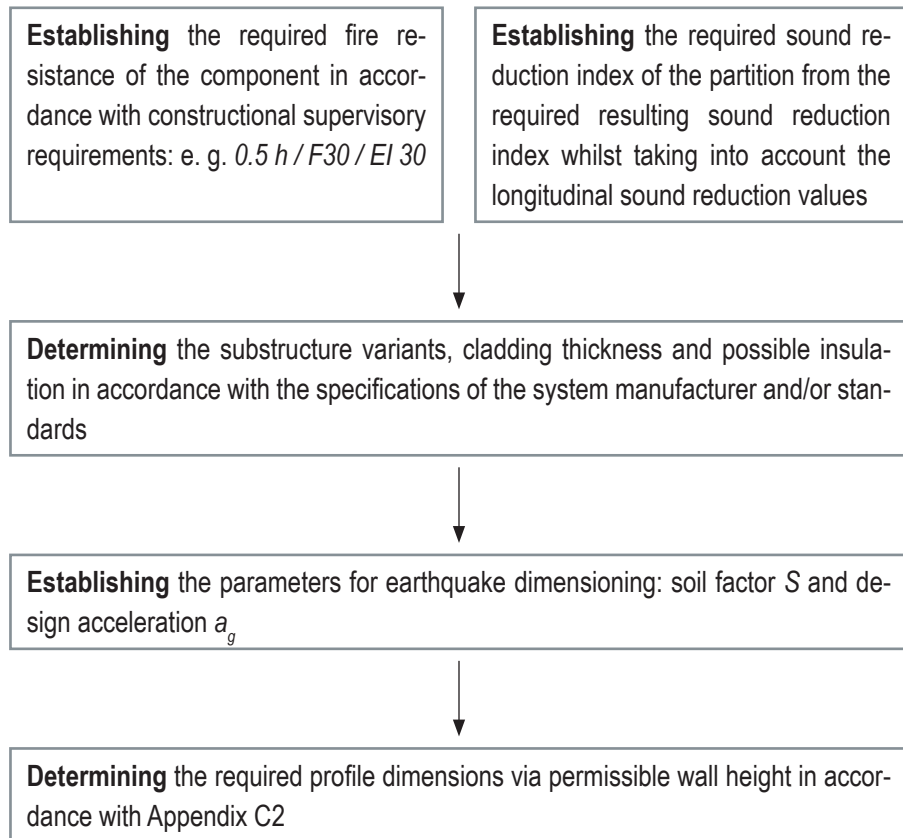 Establishing the required fire re-
sistance of the component in accor-
dance with constructional supervisory
requirements: e. g. 0.5 h / F30 / EI 30
Establishing the required sound re-
duction index of the partition from the
required resulting sound reduction
index whilst taking into account the
longitudinal sound reduction values
Determining the substructure variants, cladding thickness and possible insula-
tion in accordance with the specifications of the system manufacturer and/or stan-
dards
Establishing the parameters for earthquake dimensioning: soil factor S and de-
sign acceleration a_g
Determining the required profile dimensions via permissible wall height in accor-
dance with Appendix C2